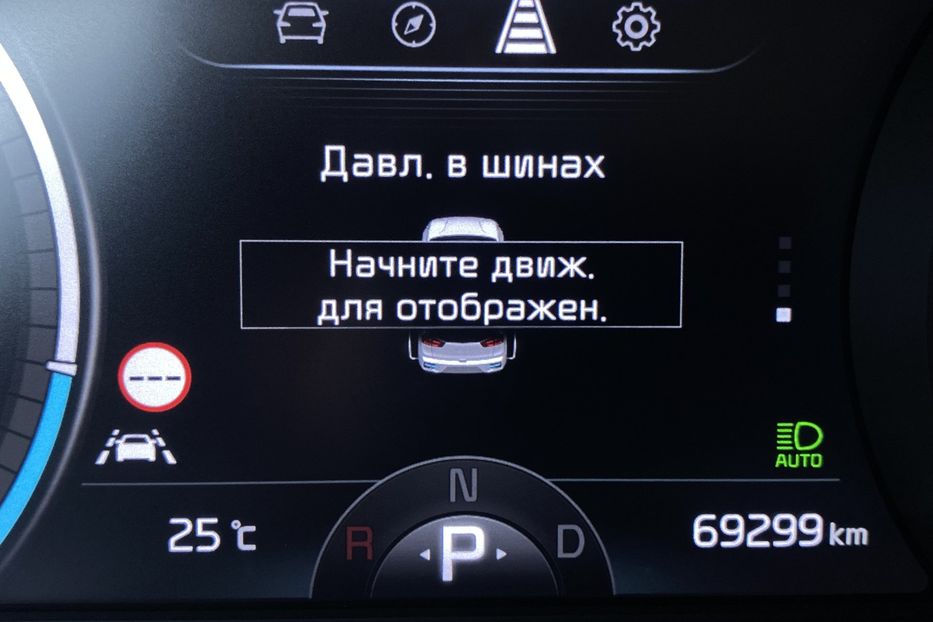 Давл. в шинах
Начните движ.
для отображен.
---
AUTO
N
R P D
25 °C
69299 km